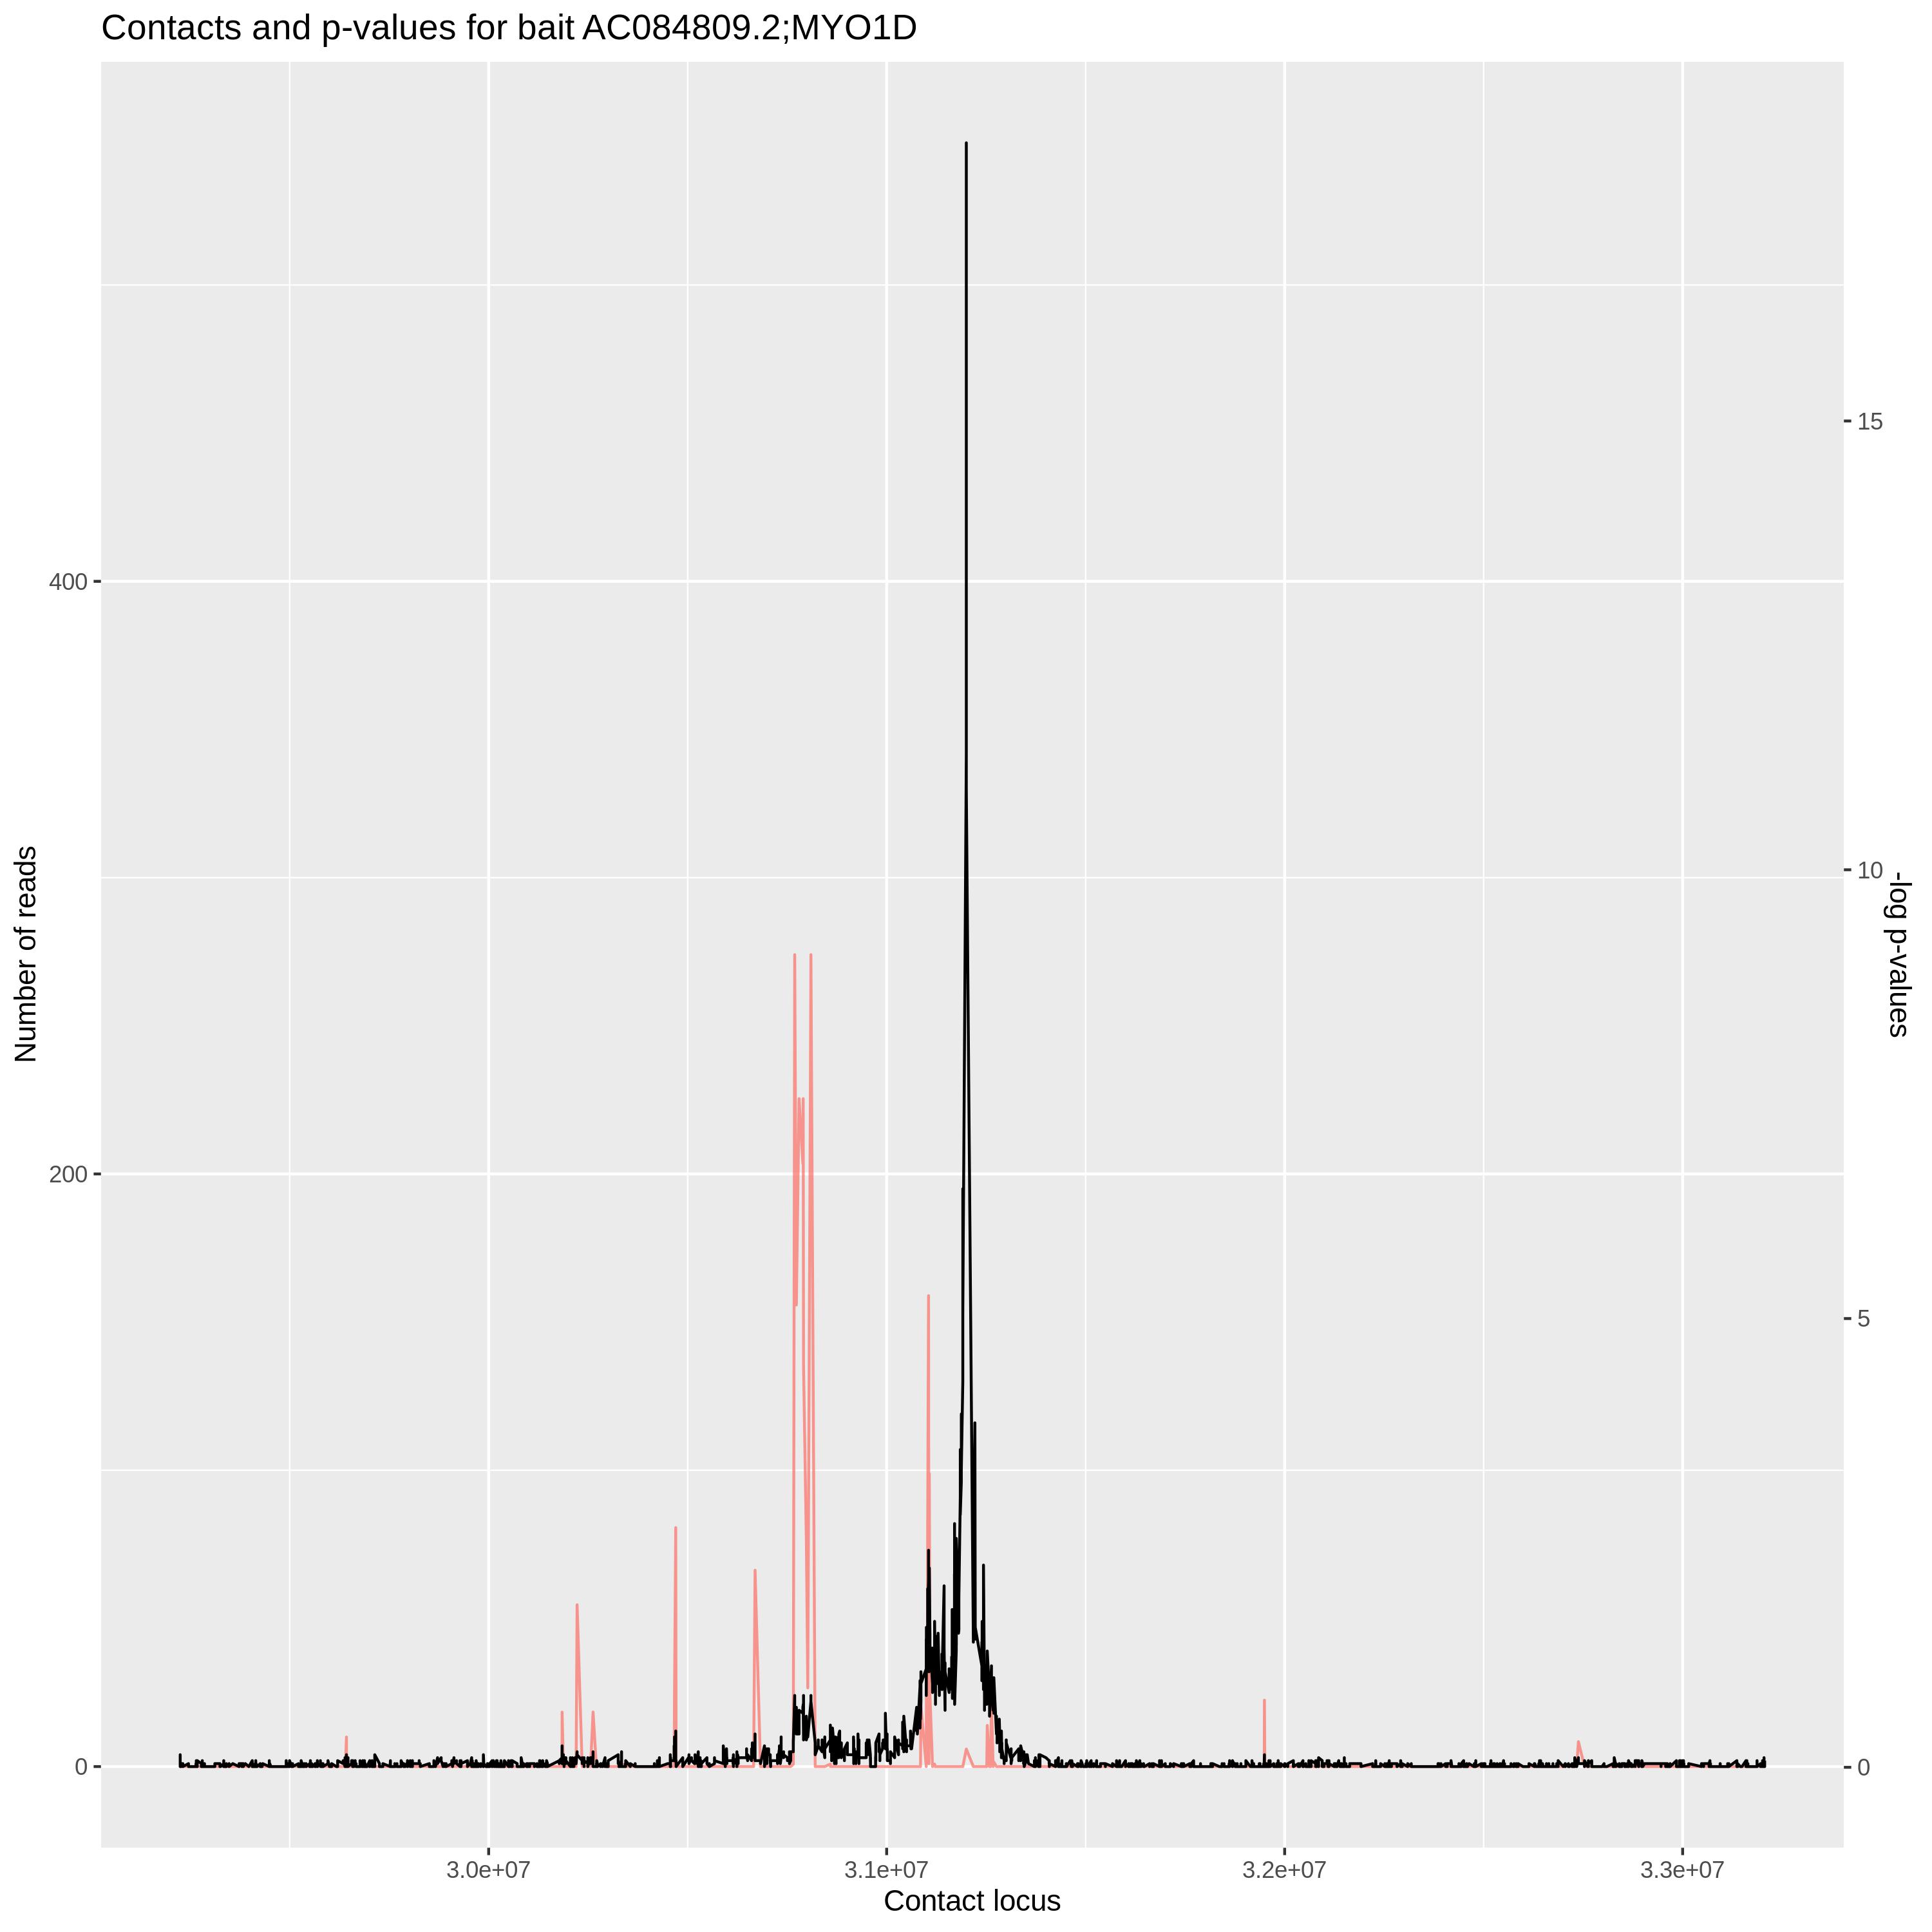 Contacts and p-values for bait AC084809.2;MYO1D
Number of reads
400
200
0
15
10
5
0
-log p-values
3.0e+07
3.1e+07
3.2e+07
3.3e+07
Contact locus